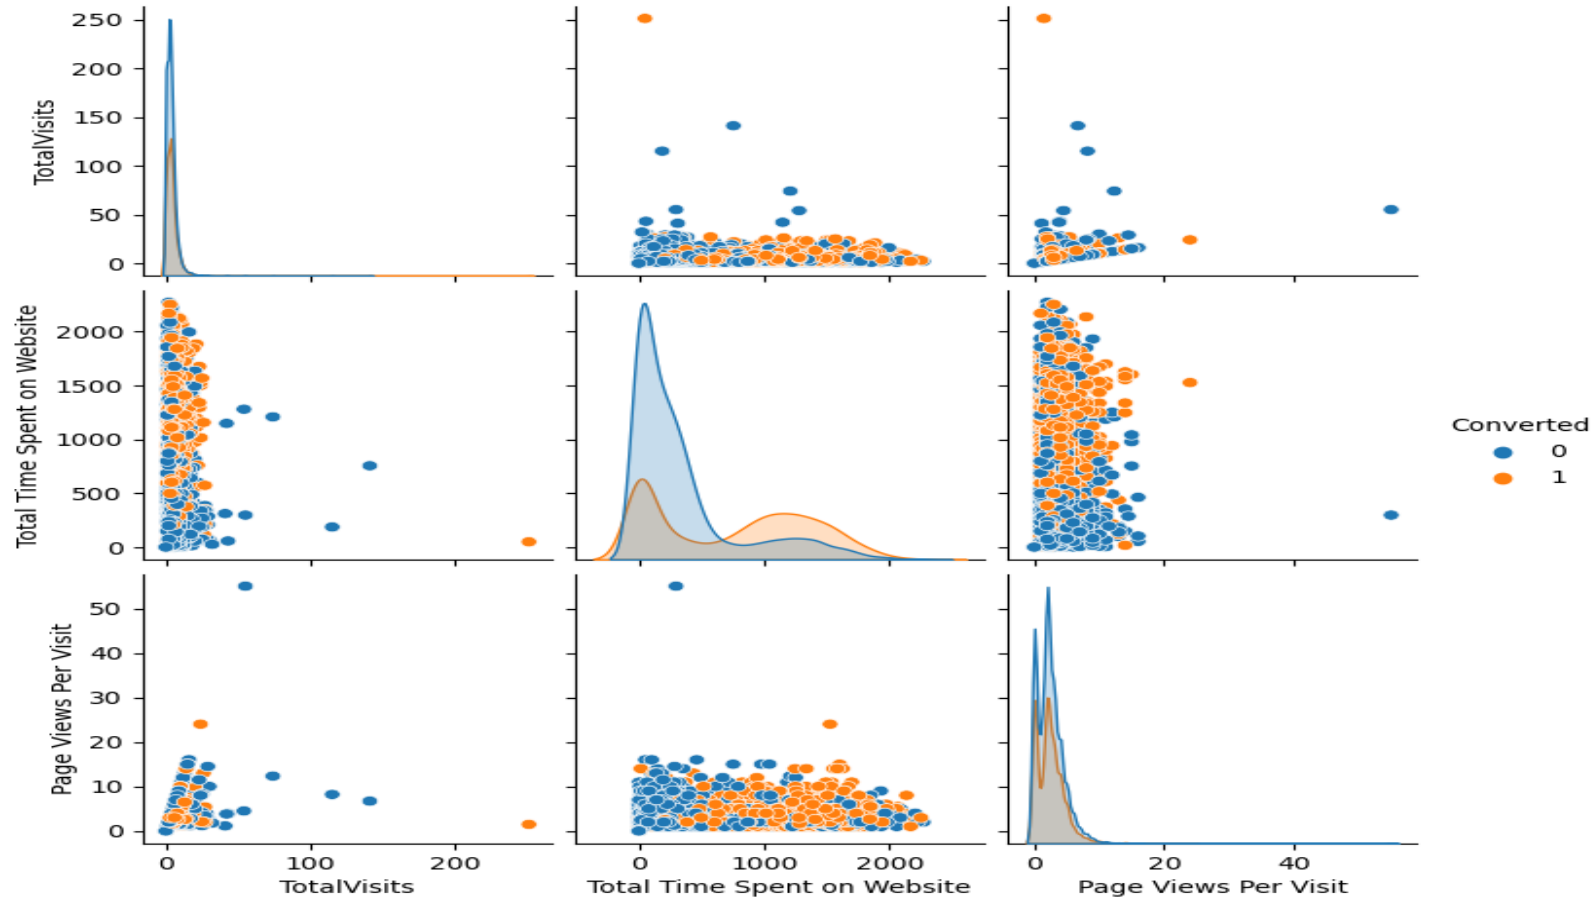 250
200
150
100
50
0
TotalVisits
2000
1500
1000
500
0
Total Time Spent on Website
Converted
0
1
50
40
30
20
10
0
Page Views Per Visit
0 100 200
TotalVisits
0 1000 2000
Total Time Spent on Website
0 20 40
Page Views Per Visit